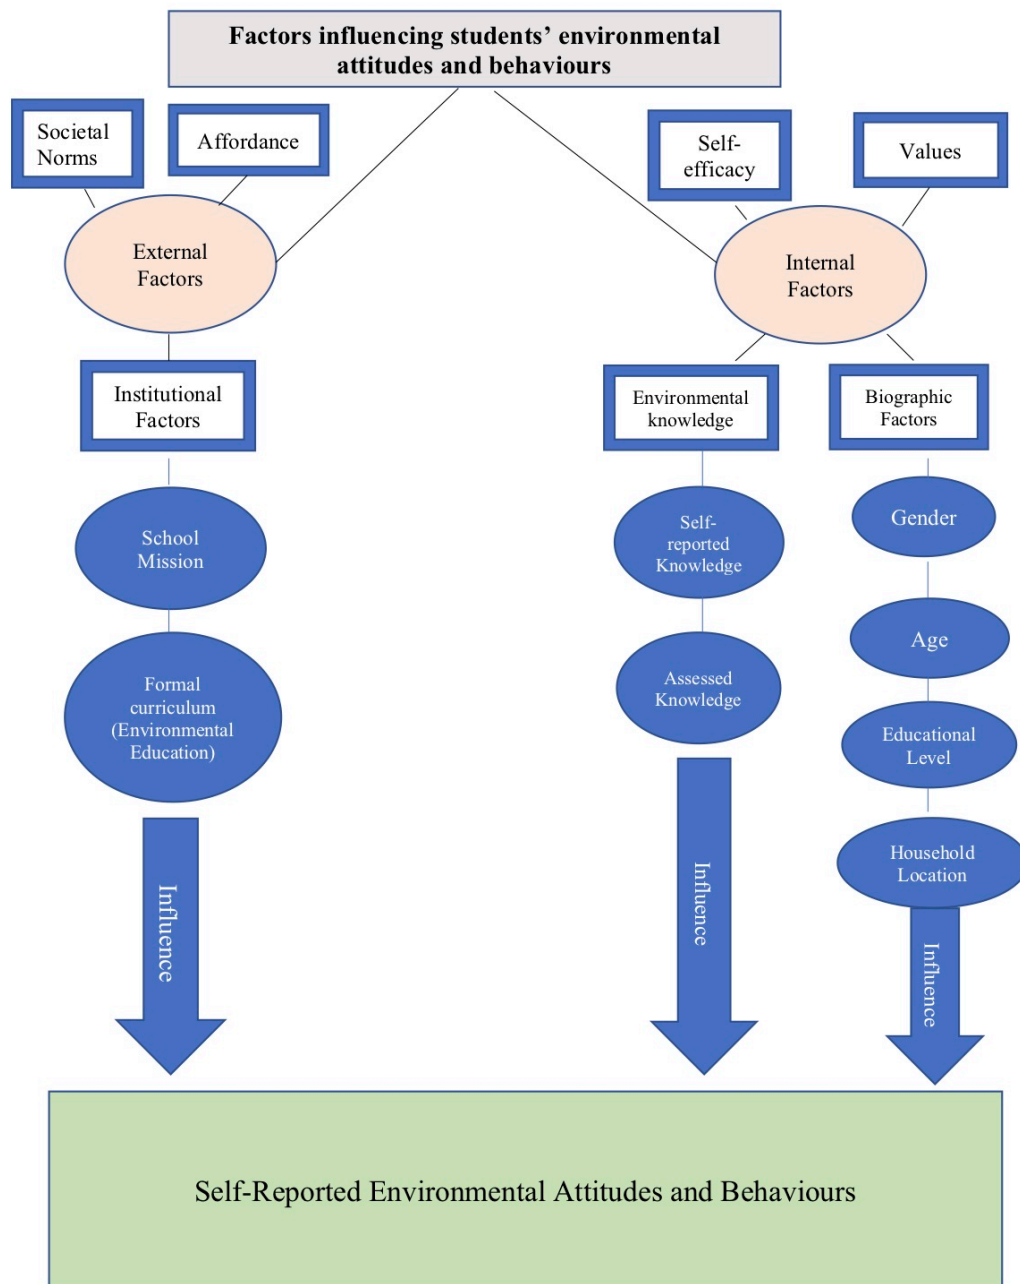 Factors influencing students’ environmental
attitudes and behaviours
Societal
Norms
Affordance
Self-
efficacy
Values
External
Factors
Internal
Factors
Institutional
Factors
Environmental
knowledge
Biographic
Factors
School
Mission
Self-
reported
Knowledge
Gender
Age
Formal
curriculum
(Environmental
Education)
Assessed
Knowledge
Educational
Level
Household
Location
Influence
Influence
Influence
Self-Reported Environmental Attitudes and Behaviours